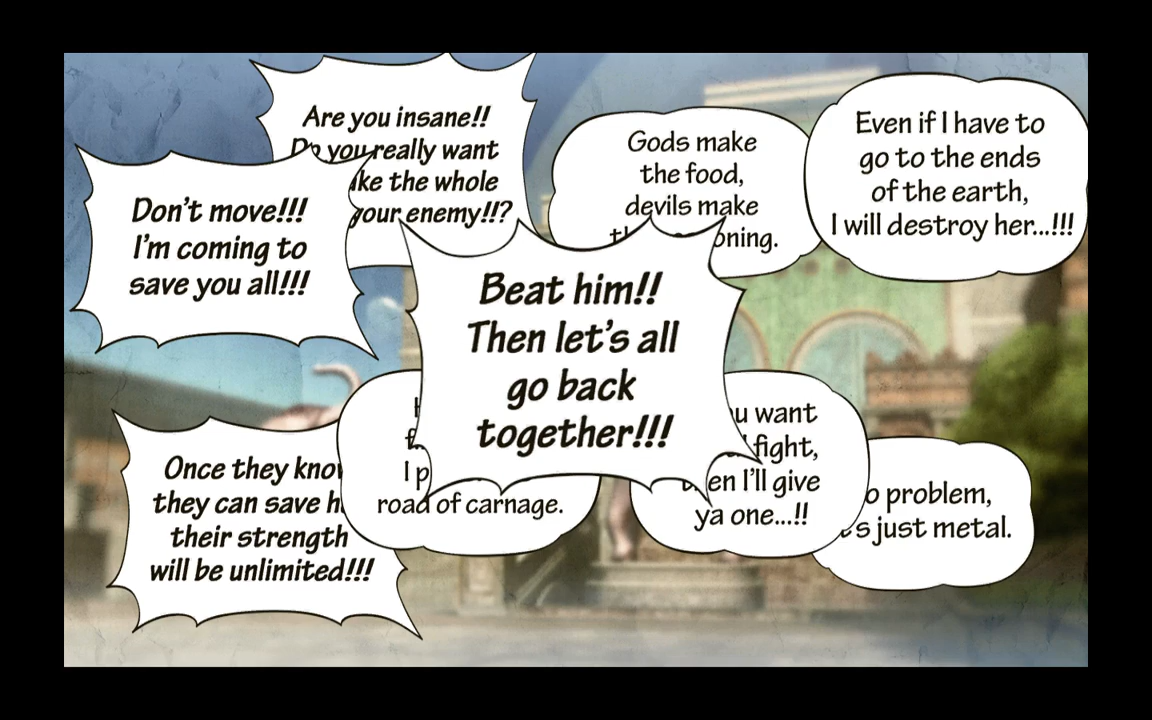 Are you insane!!
Do you really want
the whole
your enemy!!?
Don't move!!!
I'm coming to
save you all!!!
Gods make
the food,
devils make
Even if I have to
go to the ends
of the earth,
I will destroy her...!!!
Beat him!!
Then let's all
go back
together!!!
Once they know
they can save
their strength
will be unlimited!!!
I
road of carnage.
want
fight,
then I'll give
ya one...!!
problem,
just metal.